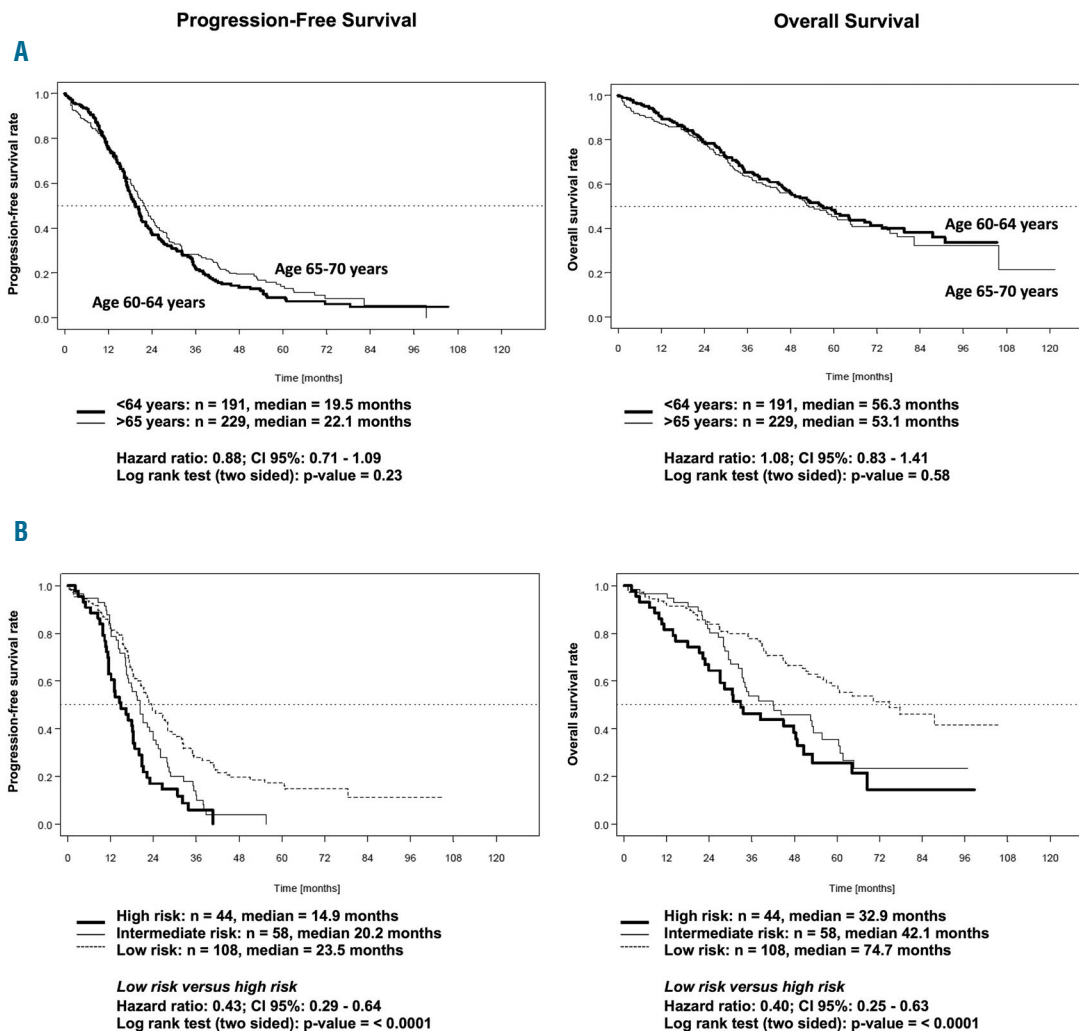 Progression-Free Survival
Overall Survival
A
Progression-free survival rate
1.0
0.8
0.6
0.4
0.2
0.0
Age 65-70 years
Age 60-64 years
0 12 24 36 48 60 72 84 96 108 120
Time [months]
<64 years: n = 191, median = 19.5 months
>65 years: n = 229, median = 22.1 months
Hazard ratio: 0.88; CI 95%: 0.71 - 1.09
Log rank test (two sided): p-value = 0.23
Overall survival rate
1.0
0.8
0.6
0.4
0.2
0.0
Age 60-64 years
Age 65-70 years
0 12 24 36 48 60 72 84 96 108 120
Time [months]
<64 years: n = 191, median = 56.3 months
>65 years: n = 229, median = 53.1 months
Hazard ratio: 1.08; CI 95%: 0.83 - 1.41
Log rank test (two sided): p-value = 0.58
B
Progression-free survival rate
1.0
0.8
0.6
0.4
0.2
0.0
0 12 24 36 48 60 72 84 96 108 120
Time [months]
High risk: n = 44, median = 14.9 months
Intermediate risk: n = 58, median 20.2 months
Low risk: n = 108, median = 23.5 months
Low risk versus high risk
Hazard ratio: 0.43; CI 95%: 0.29 - 0.64
Log rank test (two sided): p-value = < 0.0001
Overall survival rate
1.0
0.8
0.6
0.4
0.2
0.0
0 12 24 36 48 60 72 84 96 108 120
Time [months]
High risk: n = 44, median = 32.9 months
Intermediate risk: n = 58, median 42.1 months
Low risk: n = 108, median = 74.7 months
Low risk versus high risk
Hazard ratio: 0.40; CI 95%: 0.25 - 0.63
Log rank test (two sided): p-value = < 0.0001